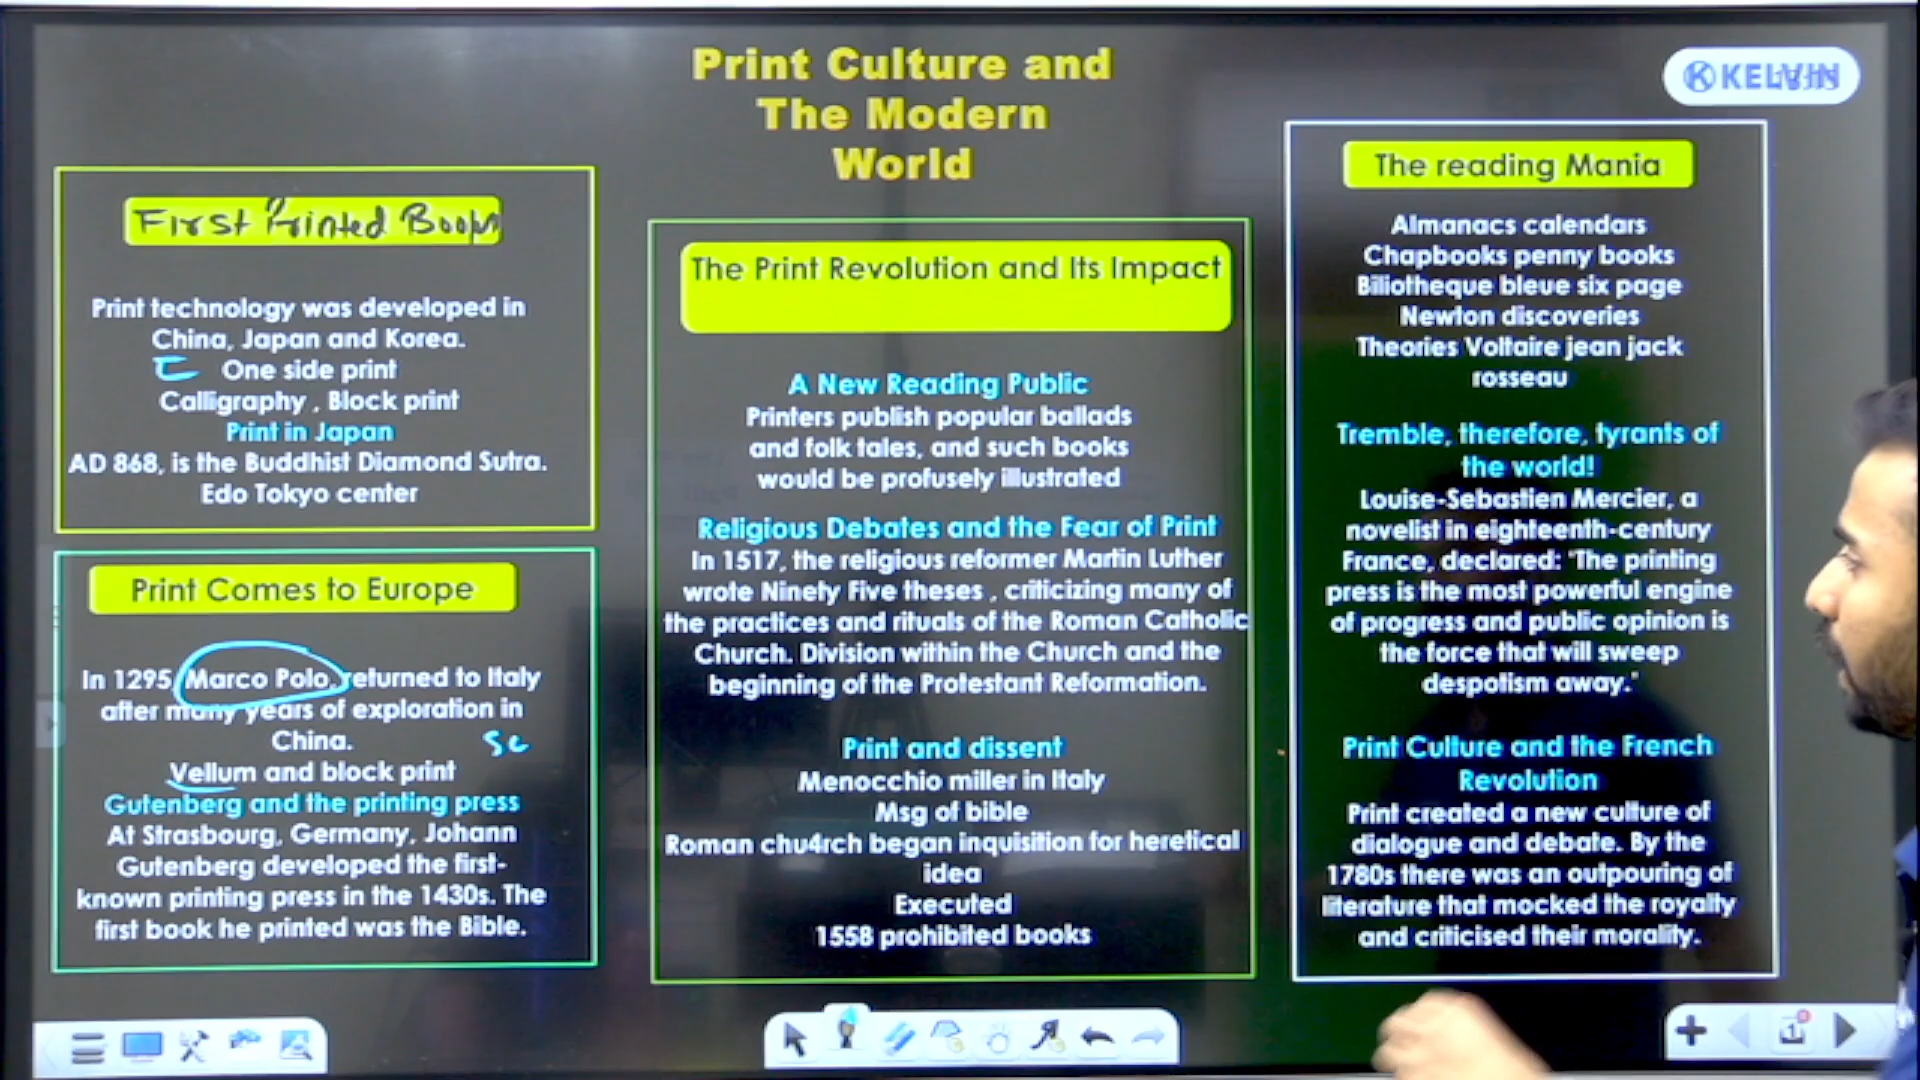 Print Culture and
The Modern
World
KELVIN
First Printed Books
Print technology was developed in
China, Japan and Korea.
One side print
Calligraphy , Block print
Print in Japan
AD 868, is the Buddhist Diamond Sutra.
Edo Tokyo center
Print Comes to Europe
In 1295, Marco Polo, returned to Italy
after many years of exploration in
China.
Sc
Vellum and block print
Gutenberg and the printing press
At Strasbourg, Germany, Johann
Gutenberg developed the first-
known printing press in the 1430s. The
first book he printed was the Bible.
The Print Revolution and Its Impact
A New Reading Public
Printers publish popular ballads
and folk tales, and such books
would be profusely illustrated
Religious Debates and the Fear of Print
In 1517, the religious reformer Martin Luther
wrote Ninety Five theses , criticizing many of
the practices and rituals of the Roman Catholic
Church. Division within the Church and the
beginning of the Protestant Reformation.
Print and dissent
Menocchio miller in Italy
Msg of bible
Roman chu4rch began inquisition for heretical
idea
Executed
1558 prohibited books
The reading Mania
Almanacs calendars
Chapbooks penny books
Biliotheque bleue six page
Newton discoveries
Theories Voltaire jean jack
rosseau
Tremble, therefore, tyrants of
the world!
Louise-Sebastien Mercier, a
novelist in eighteenth-century
France, declared: 'The printing
press is the most powerful engine
of progress and public opinion is
the force that will sweep
despotism away.'
Print Culture and the French
Revolution
Print created a new culture of
dialogue and debate. By the
1780s there was an outpouring of
literature that mocked the royalty
and criticised their morality.
1